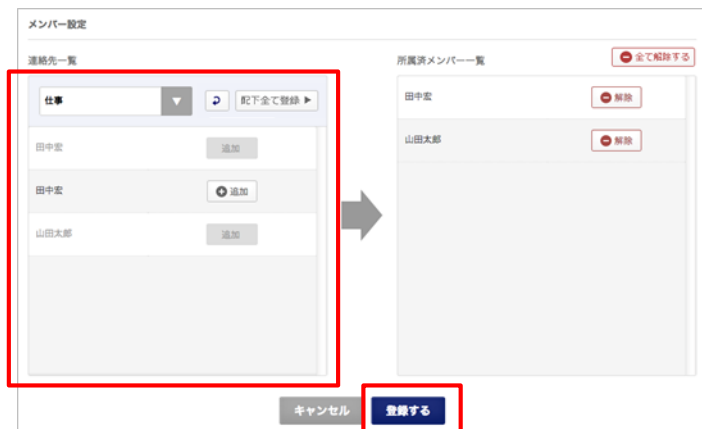 メンバー設定
連絡先一覧
所属済メンバー一覧
全て解除する
仕事
配下全て登録 ▶
田中宏
追加
田中宏
追加
山田太郎
追加
田中宏
解除
山田太郎
解除
キャンセル
登録する